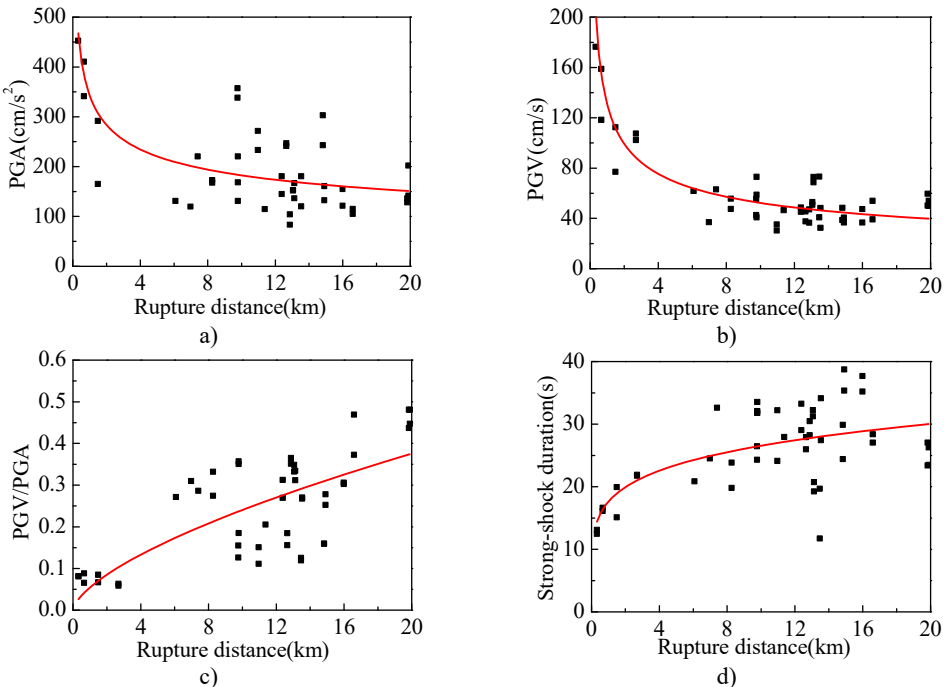 500
400
300
200
100
0
PGA(cm/s²)
0 4 8 12 16 20
Rupture distance(km)
a)
200
160
120
80
40
0
PGV(cm/s)
0 4 8 12 16 20
Rupture distance(km)
b)
0.6
0.5
0.4
0.3
0.2
0.1
0.0
PGV/PGA
0 4 8 12 16 20
Rupture distance(km)
c)
40
30
20
10
0
Strong-shock duration(s)
0 4 8 12 16 20
Rupture distance(km)
d)